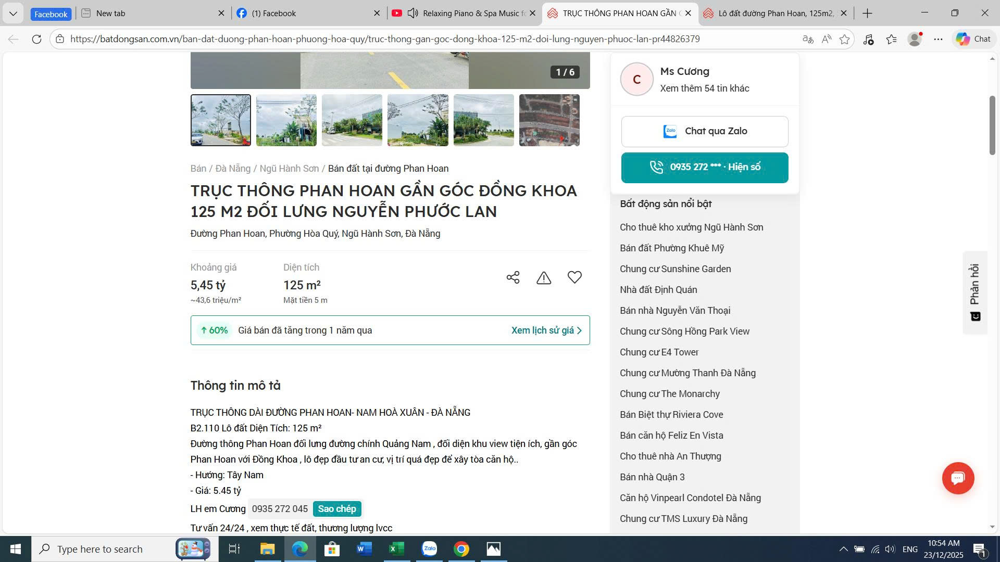 Facebook
New tab
(1) Facebook
Relaxing Piano & Spa Music fo
TRỤC THÔNG PHAN HOAN GẦN G
Lô đất đường Phan Hoan, 125m2,
https://batdongsan.com.vn/ban-dat-duong-phan-hoan-phuong-hoa-quy/truc-thong-gan-goc-dong-khoa-125-m2-doi-lung-nguyen-phuoc-lan-pr44826379
Chat
1 / 6
Bán / Đà Nẵng / Ngũ Hành Sơn / Bán đất tại đường Phan Hoan
TRỤC THÔNG PHAN HOAN GẦN GÓC ĐỒNG KHOA
125 M2 ĐỐI LƯNG NGUYỄN PHƯỚC LAN
Đường Phan Hoan, Phường Hòa Quý, Ngũ Hành Sơn, Đà Nẵng
Khoảng giá
Diện tích
5,45 tỷ
125 m²
~43,6 triệu/m²
Mặt tiền 5 m
60%
Giá bán đã tăng trong 1 năm qua
Xem lịch sử giá
Thông tin mô tả
TRỤC THÔNG DÀI ĐƯỜNG PHAN HOAN- NAM HOÀ XUÂN - ĐÀ NẴNG
B2.110 Lô đất Diện Tích: 125 m²
Đường thông Phan Hoan đối lưng đường chính Quảng Nam , đối diện khu view tiện ích, gần góc
Phan Hoan với Đồng Khoa , lô đẹp đầu tư an cư, vị trí quá đẹp để xây tòa căn hộ..
- Hướng: Tây Nam
- Giá: 5.45 tỷ
LH em Cương 0935 272 045 Sao chép
Tư vấn 24/24 , xem thực tế đất, thương lượng lvcc
C
Ms Cương
Xem thêm 54 tin khác
Zalo
Chat qua Zalo
0935 272 *** · Hiện số
Bất động sản nổi bật
Cho thuê kho xưởng Ngũ Hành Sơn
Bán đất Phường Khuê Mỹ
Chung cư Sunshine Garden
Nhà đất Định Quán
Bán nhà Nguyễn Văn Thoại
Chung cư Sông Hồng Park View
Chung cư E4 Tower
Chung cư Mường Thanh Đà Nẵng
Chung cư The Monarchy
Bán Biệt thự Riviera Cove
Bán căn hộ Feliz En Vista
Cho thuê nhà An Thượng
Bán nhà Quận 3
Căn hộ Vinpearl Condotel Đà Nẵng
Chung cư TMS Luxury Đà Nẵng
Phản hồi
Type here to search
Zalo
ENG
10:54 AM
23/12/2025
1